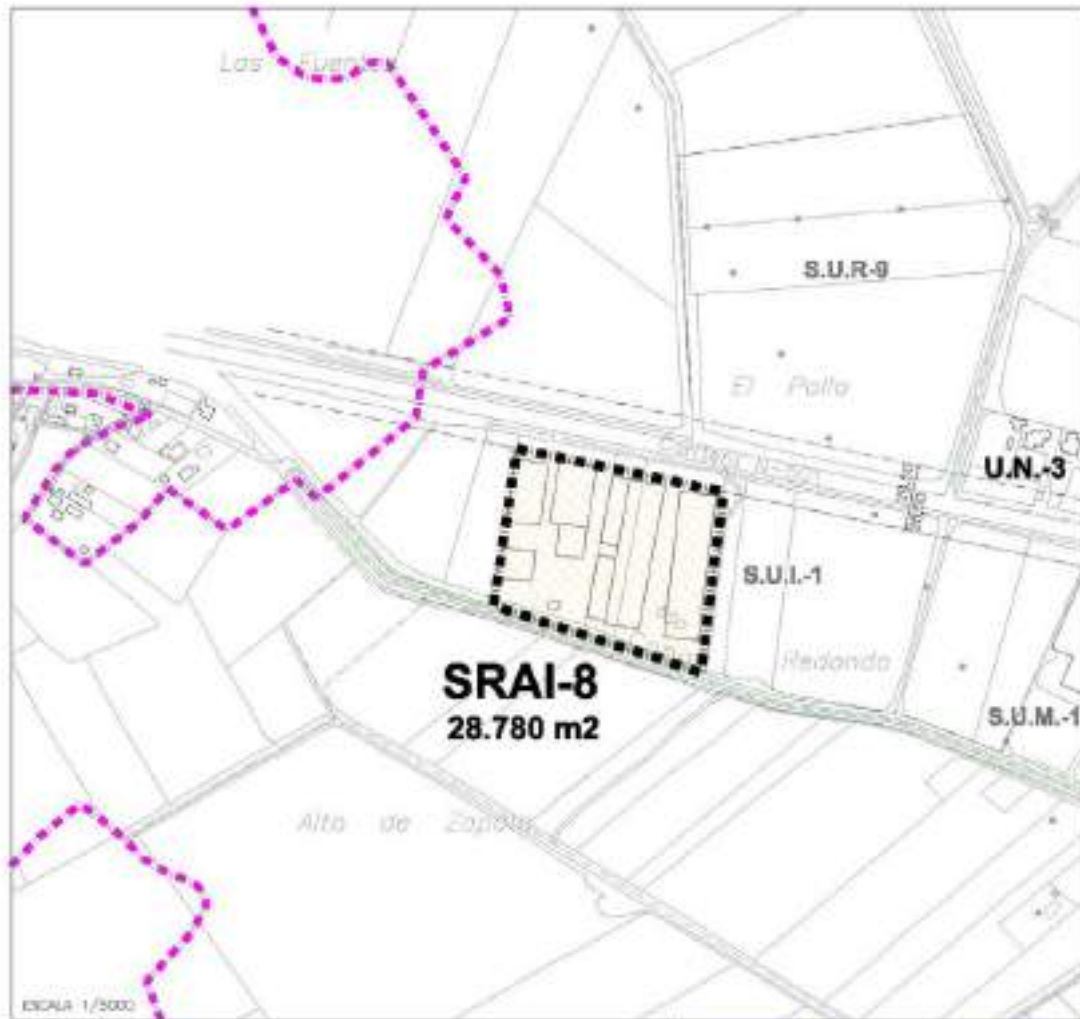 Las Fuentes
S.U.R-9
El Pollo
U.N.-3
S.U.I.-1
Redondo
SRAI-8
28.780 m2
S.U.M.-1
Alto de Zapata
ESCALA 1/5000